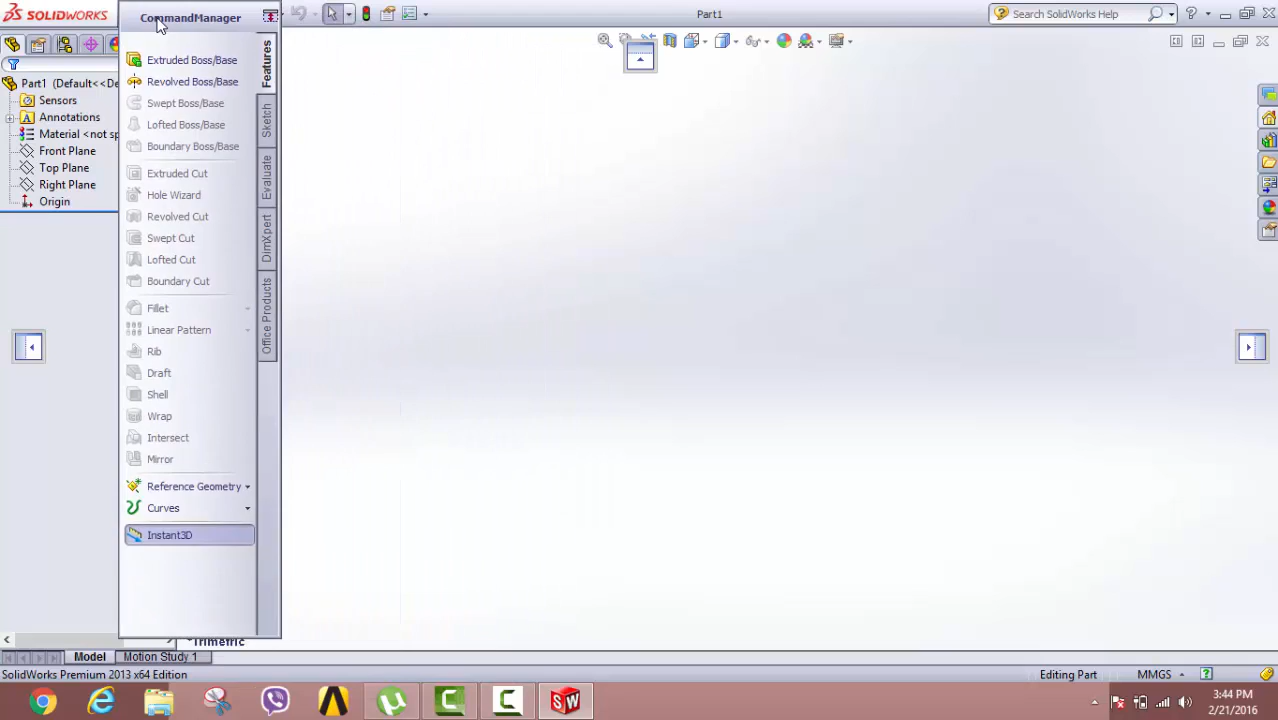 SOLIDWORKS
CommandManager
Part1
Search SolidWorks Help
Part1 (Default<<De
Sensors
Annotations
Material <not sp
Front Plane
Top Plane
Right Plane
Origin
Extruded Boss/Base
Revolved Boss/Base
Swept Boss/Base
Lofted Boss/Base
Boundary Boss/Base
Extruded Cut
Hole Wizard
Revolved Cut
Swept Cut
Lofted Cut
Boundary Cut
Fillet
Linear Pattern
Rib
Draft
Shell
Wrap
Intersect
Mirror
Reference Geometry
Curves
Instant3D
Features
Sketch
Evaluate
DimXpert
Office Products
*Trimetric
Model
Motion Study 1
SolidWorks Premium 2013 x64 Edition
Editing Part
MMGS
3:44 PM
2/21/2016